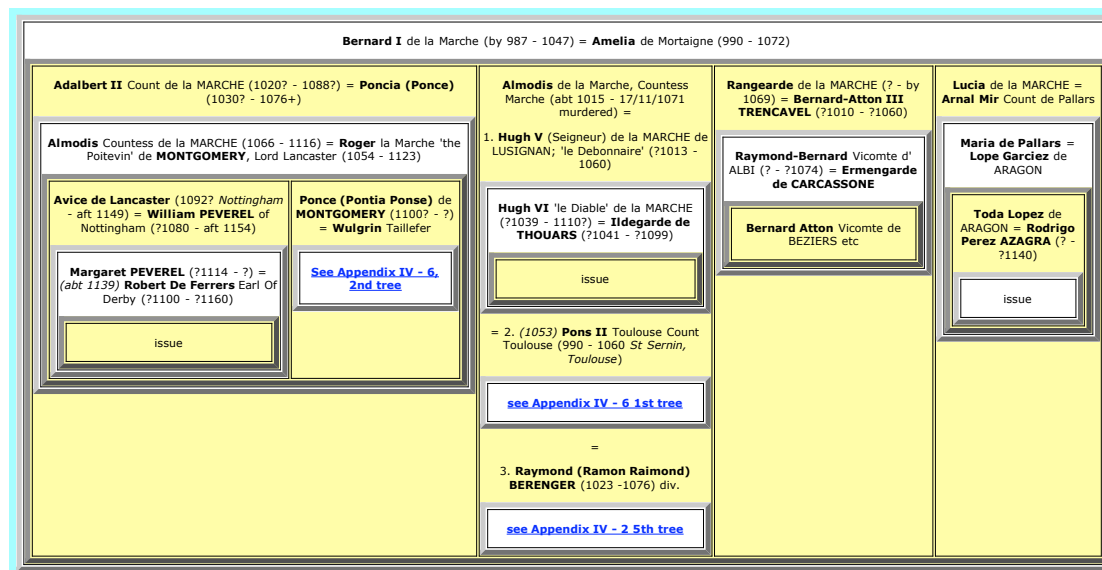 Bernard I de la Marche (by 987 - 1047) = Amelia de Mortaigne (990 - 1072)
Adalbert II Count de la MARCHE (1020? - 1088?) = Poncia (Ponce)
(1030? - 1076+)
Almodis Countess de la MARCHE (1066 - 1116) = Roger la Marche 'the
Poitevin' de MONTGOMERY, Lord Lancaster (1054 - 1123)
Avice de Lancaster (1092? Nottingham
- aft 1149) = William PEVEREL of
Nottingham (?1080 - aft 1154)
Margaret PEVEREL (?1114 - ?) =
(abt 1139) Robert De Ferrers Earl Of
Derby (?1100 - ?1160)
issue
Ponce (Pontia Ponse) de
MONTGOMERY (1100? - ?)
= Wulgrin Taillefer
See Appendix IV - 6,
2nd tree
Almodis de la Marche, Countess
Marche (abt 1015 - 17/11/1071
murdered) =
1. Hugh V (Seigneur) de la MARCHE de
LUSIGNAN; 'le Debonnaire' (?1013 -
1060)
Hugh VI 'le Diable' de la MARCHE
(?1039 - 1110?) = Ildegarde de
THOUARS (?1041 - ?1099)
issue
= 2. (1053) Pons II Toulouse Count
Toulouse (990 - 1060 St Sernin,
Toulouse)
see Appendix IV - 6 1st tree
=
3. Raymond (Ramon Raimond)
BERENGER (1023 -1076) div.
see Appendix IV - 2 5th tree
Rangearde de la MARCHE (? - by
1069) = Bernard-Atton III
TRENCAVEL (?1010 - ?1060)
Raymond-Bernard Vicomte d'
ALBI (? - ?1074) = Ermengarde
de CARCASSONE
Bernard Atton Vicomte de
BEZIERS etc
Lucia de la MARCHE =
Arnal Mir Count de Pallars
Maria de Pallars =
Lope Garciez de
ARAGON
Toda Lopez de
ARAGON = Rodrigo
Perez AZAGRA (? -
?1140)
issue